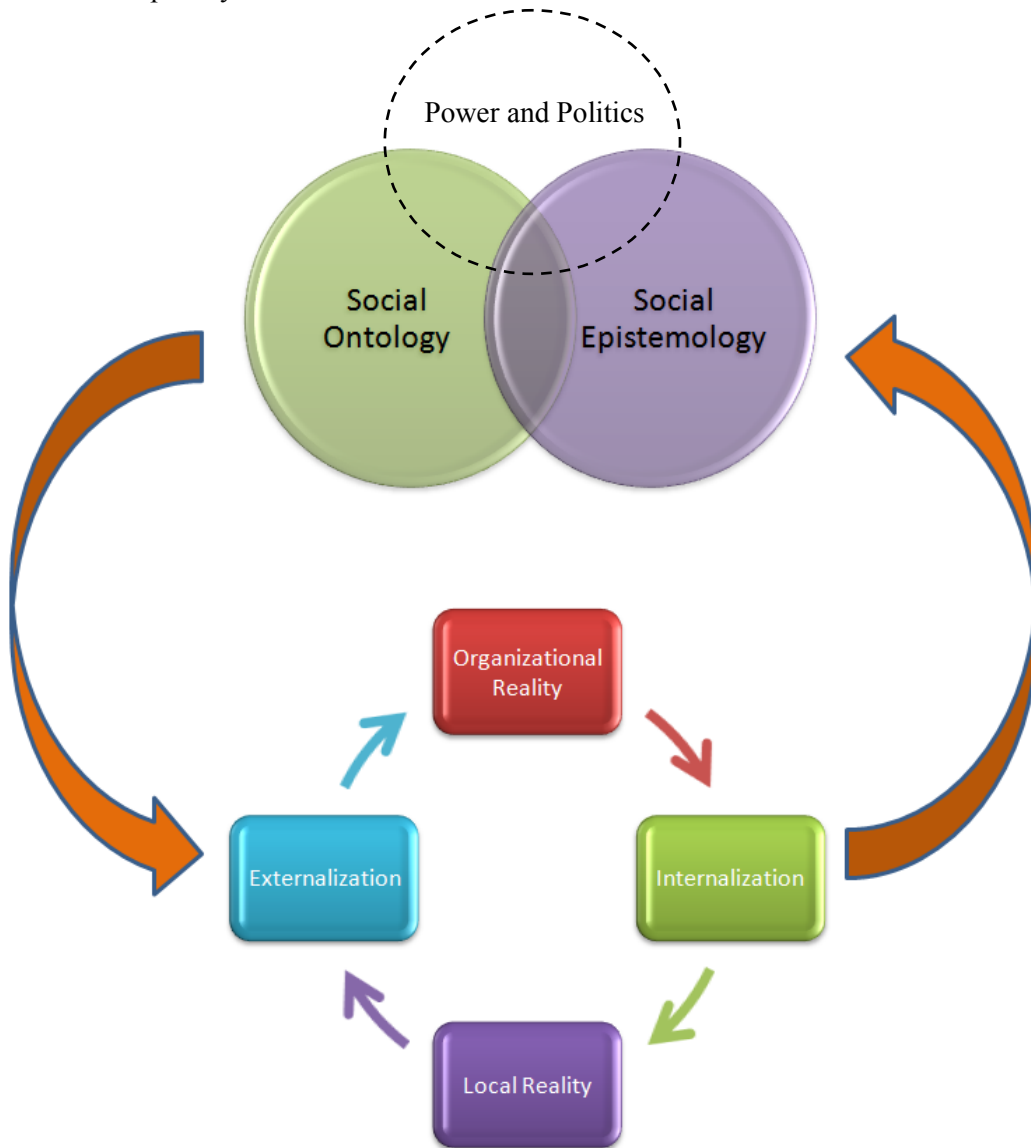 Power and Politics
Social
Ontology
Social
Epistemology
Organizational
Reality
Externalization
Internalization
Local Reality